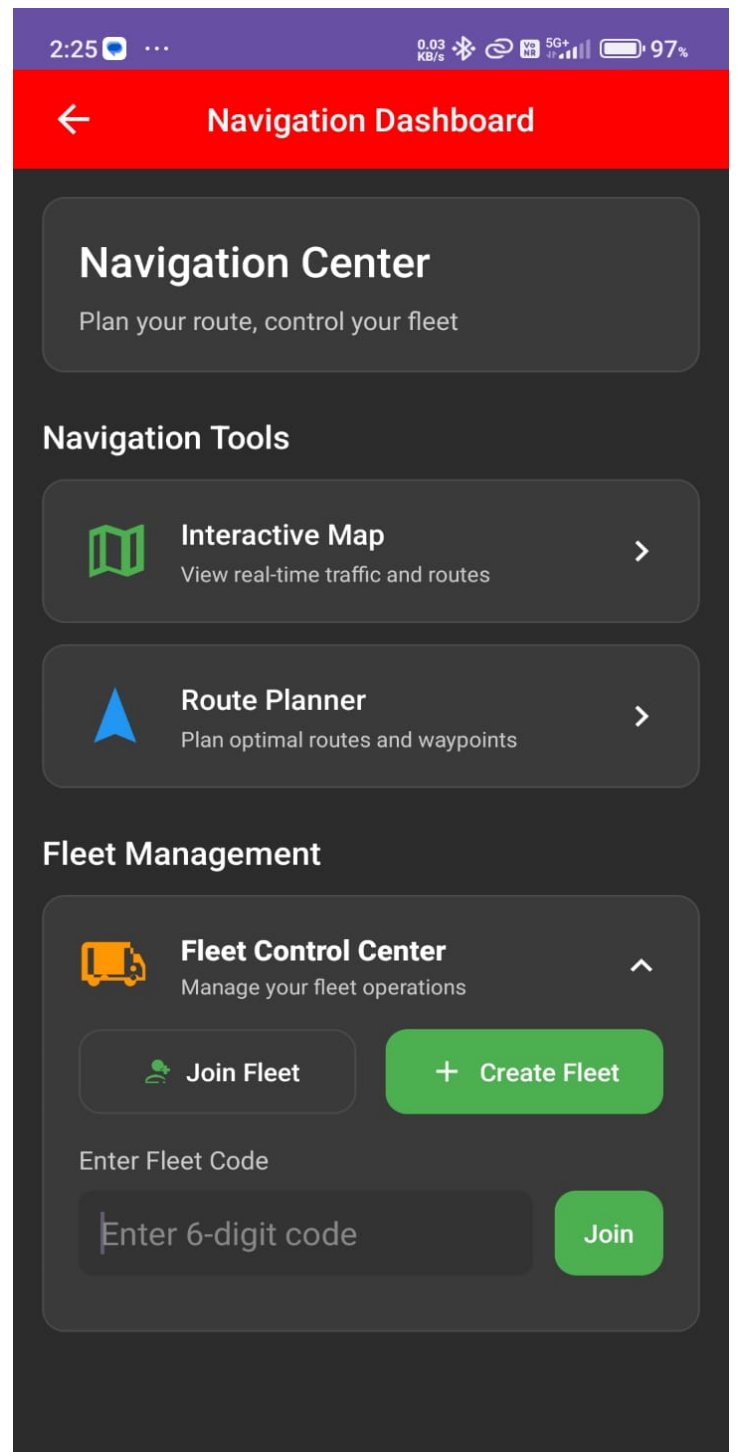 2:25 ...
0.03 KB/s Vo NR 5G+ 97%
Navigation Dashboard
Navigation Center
Plan your route, control your fleet
Navigation Tools
Interactive Map
View real-time traffic and routes
Route Planner
Plan optimal routes and waypoints
Fleet Management
Fleet Control Center
Manage your fleet operations
Join Fleet
+ Create Fleet
Enter Fleet Code
Enter 6-digit code
Join